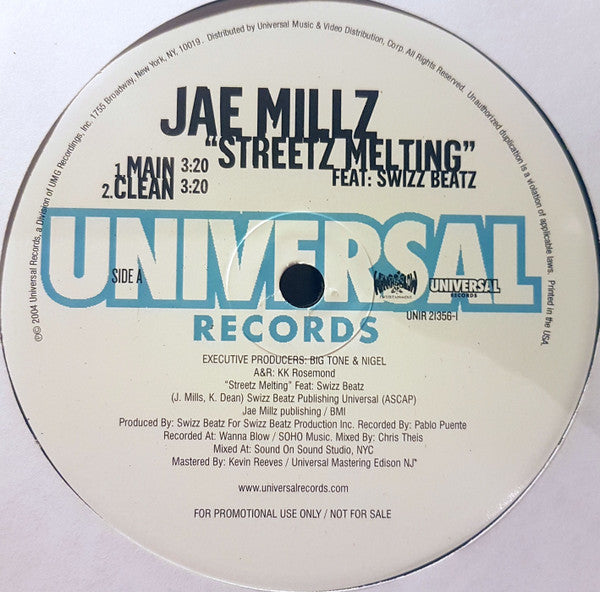 ℗© 2004 Universal Records, a Division of UMG Recordings, Inc. 1755 Broadway, New York, NY, 10019. Distributed by Universal Music & Video Distribution, Corp. All Rights Reserved. Unauthorized duplication is a violation of applicable laws. Printed in the USA.
JAE MILLZ
“STREETZ MELTING”
FEAT: SWIZZ BEATZ
1. MAIN 3:20
2. CLEAN 3:20
UNIVERSAL
SIDE A
ENTERTAINMENT
UNIVERSAL
RECORDS
RECORDS
UNIR 21356-1
EXECUTIVE PRODUCERS: BIG TONE & NIGEL
A&R: KK Rosemond
"Streetz Melting" Feat: Swizz Beatz
(J. Mills, K. Dean) Swizz Beatz Publishing Universal (ASCAP)
Jae Millz publishing / BMI
Produced By: Swizz Beatz For Swizz Beatz Production Inc. Recorded By: Pablo Puente
Recorded At: Wanna Blow / SOHO Music. Mixed By: Chris Theis
Mixed At: Sound On Sound Studio, NYC
Mastered By: Kevin Reeves / Universal Mastering Edison NJ"
www.universalrecords.com
FOR PROMOTIONAL USE ONLY / NOT FOR SALE